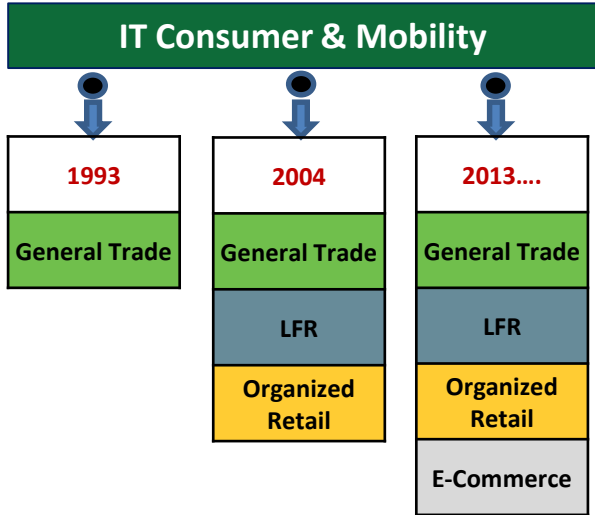 IT Consumer & Mobility
1993
General Trade
2004
General Trade
LFR
Organized
Retail
2013....
General Trade
LFR
Organized
Retail
E-Commerce